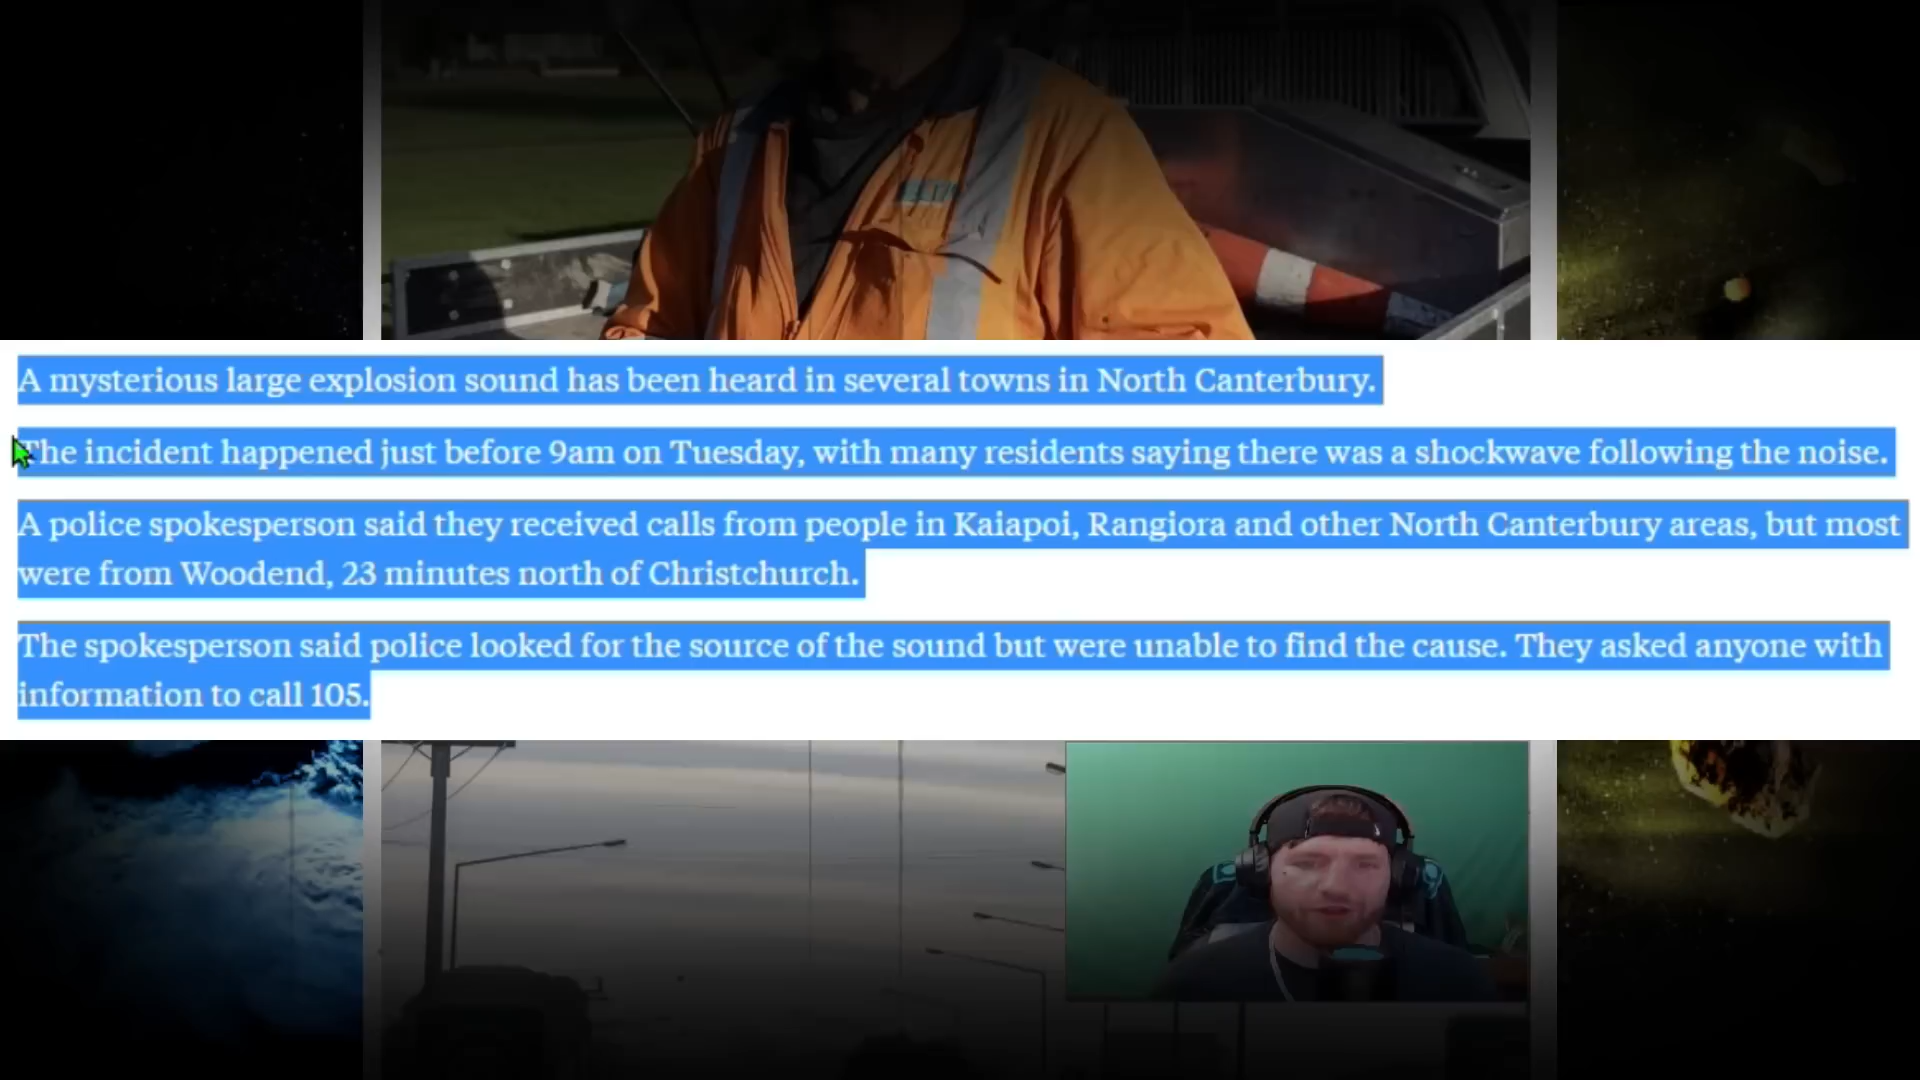 A mysterious large explosion sound has been heard in several towns in North Canterbury.
The incident happened just before 9am on Tuesday, with many residents saying there was a shockwave following the noise.
A police spokesperson said they received calls from people in Kaiapoi, Rangiora and other North Canterbury areas, but most
were from Woodend, 23 minutes north of Christchurch.
The spokesperson said police looked for the source of the sound but were unable to find the cause. They asked anyone with
information to call 105.